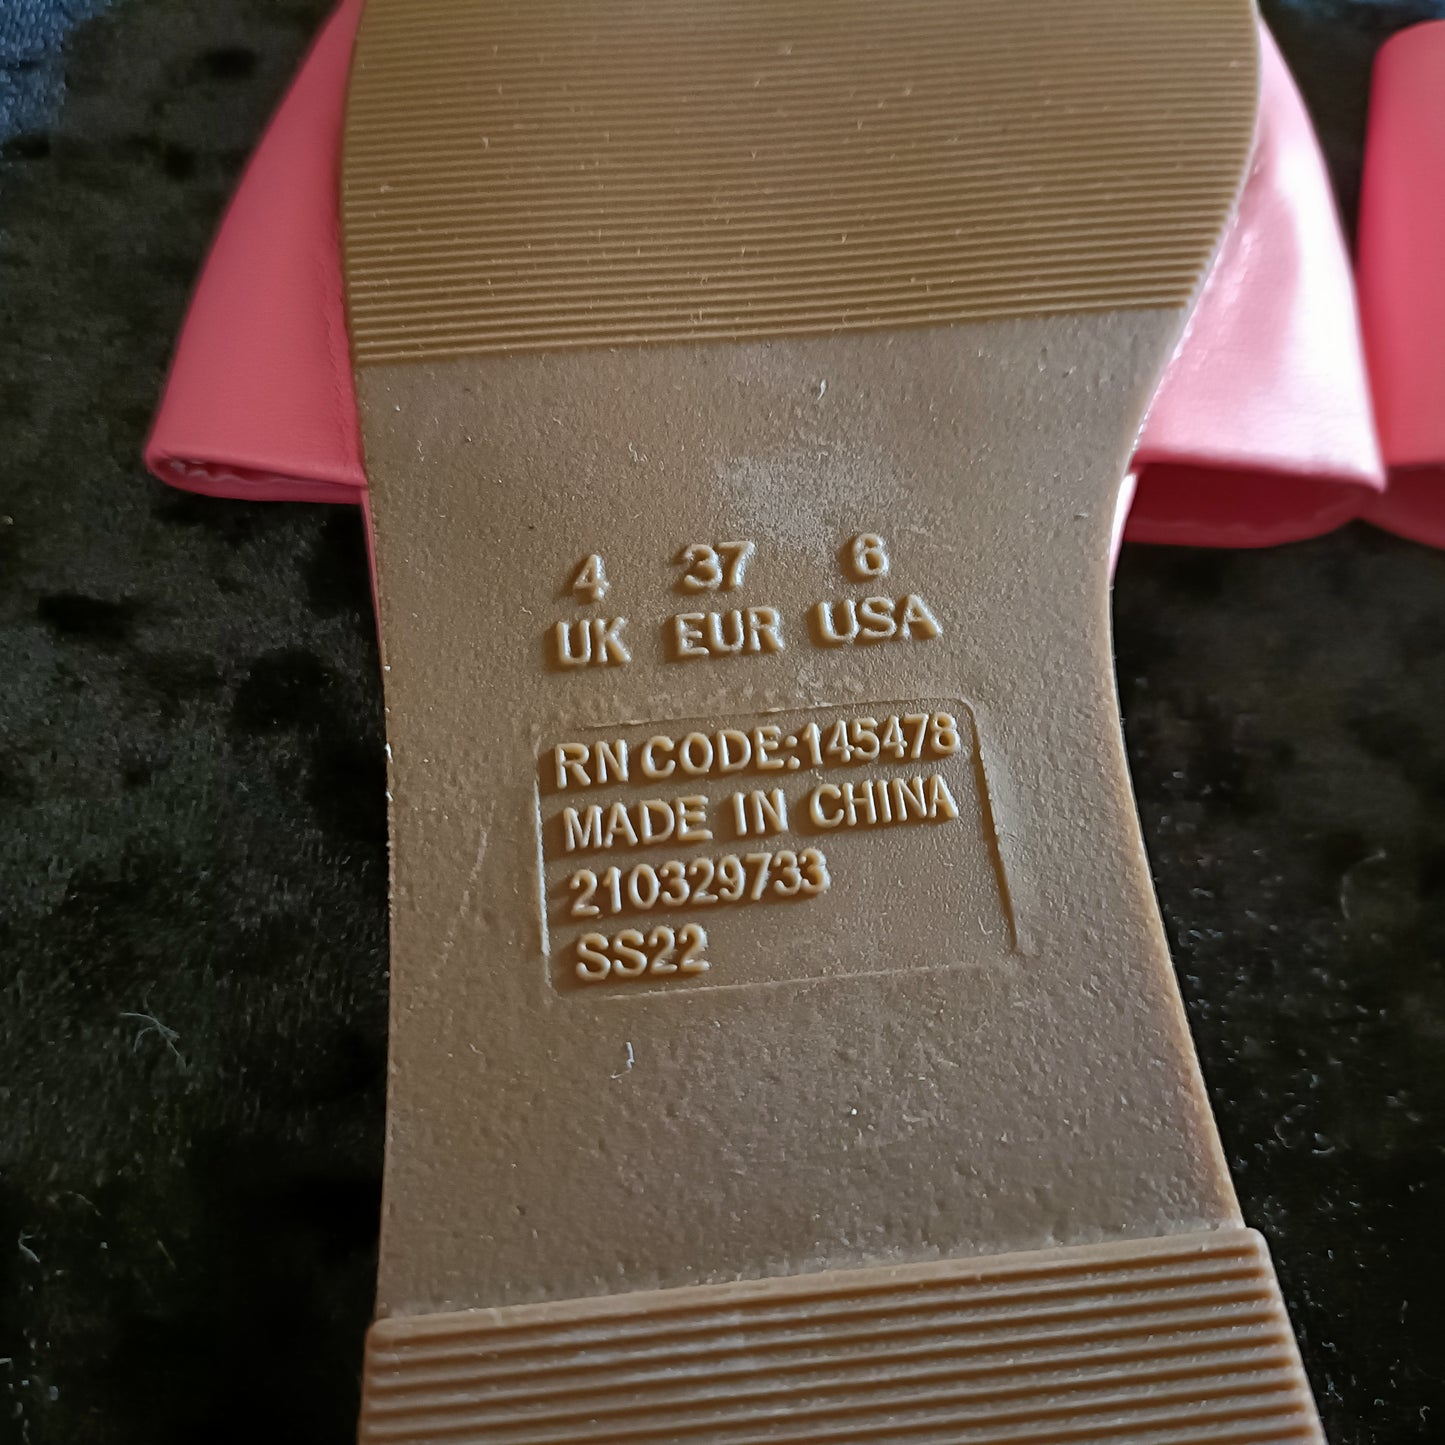 4 37 6
UK EUR USA
RN CODE:145478
MADE IN CHINA
210329733
SS22